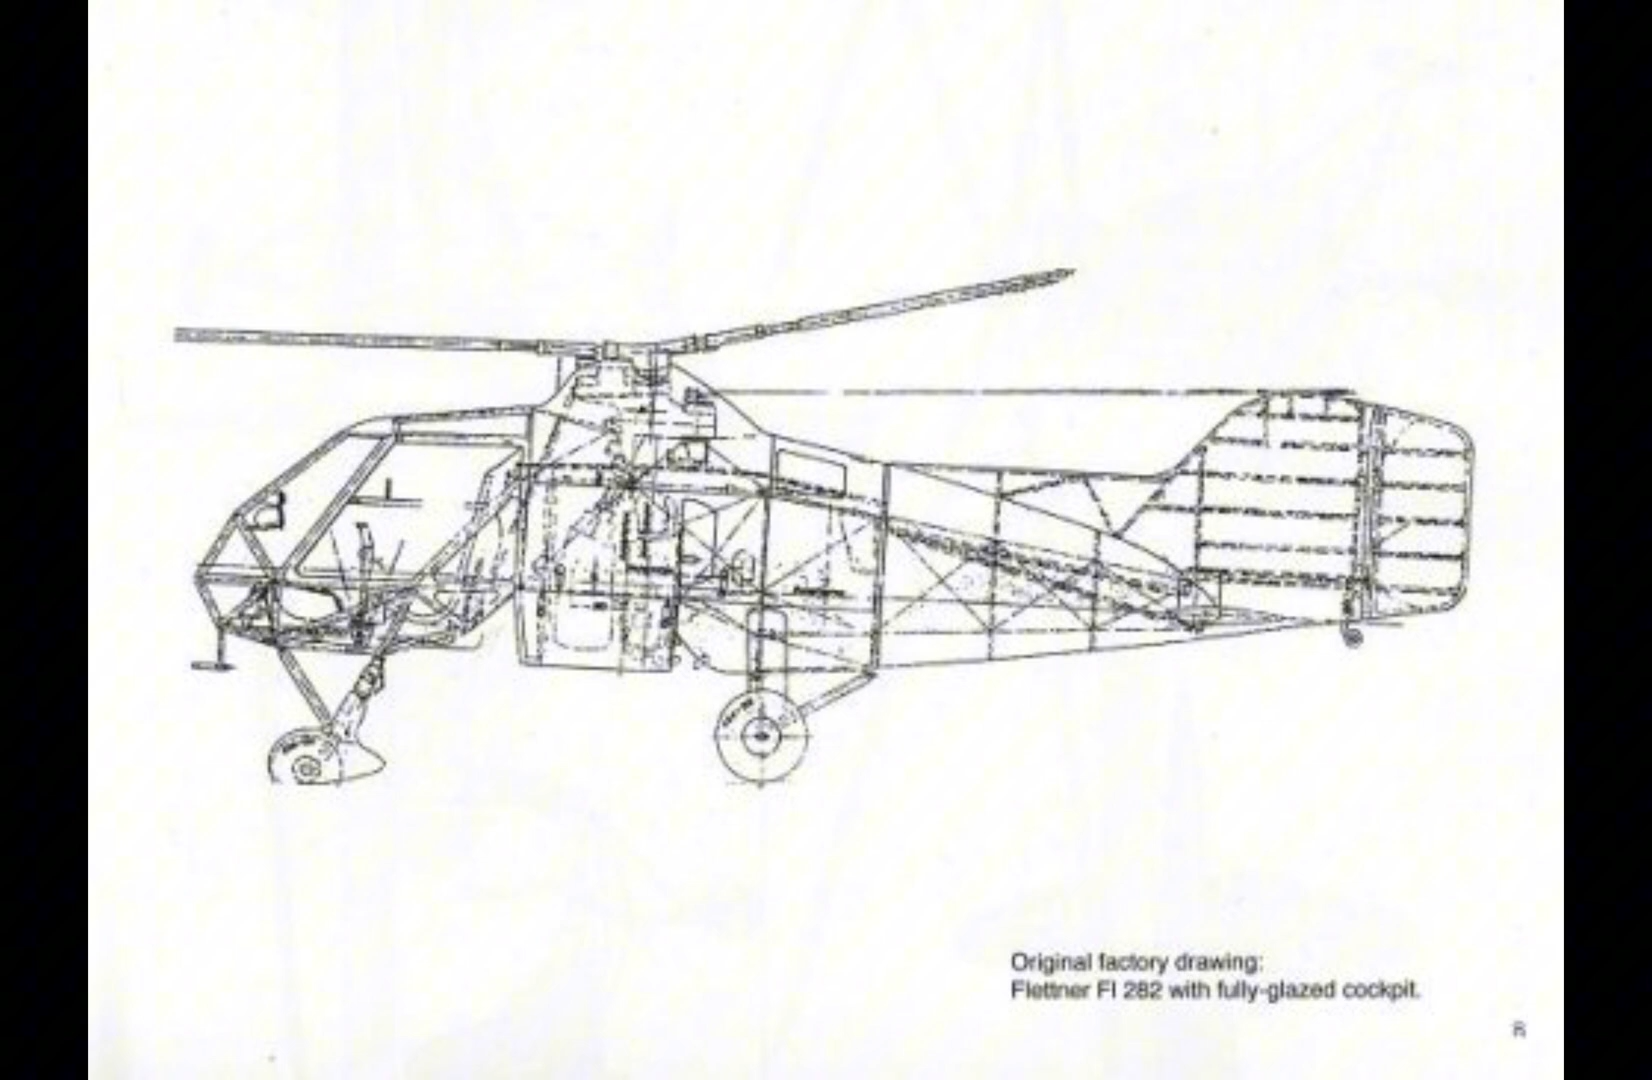 Original factory drawing:
Flettner Fl 282 with fully-glazed cockpit.